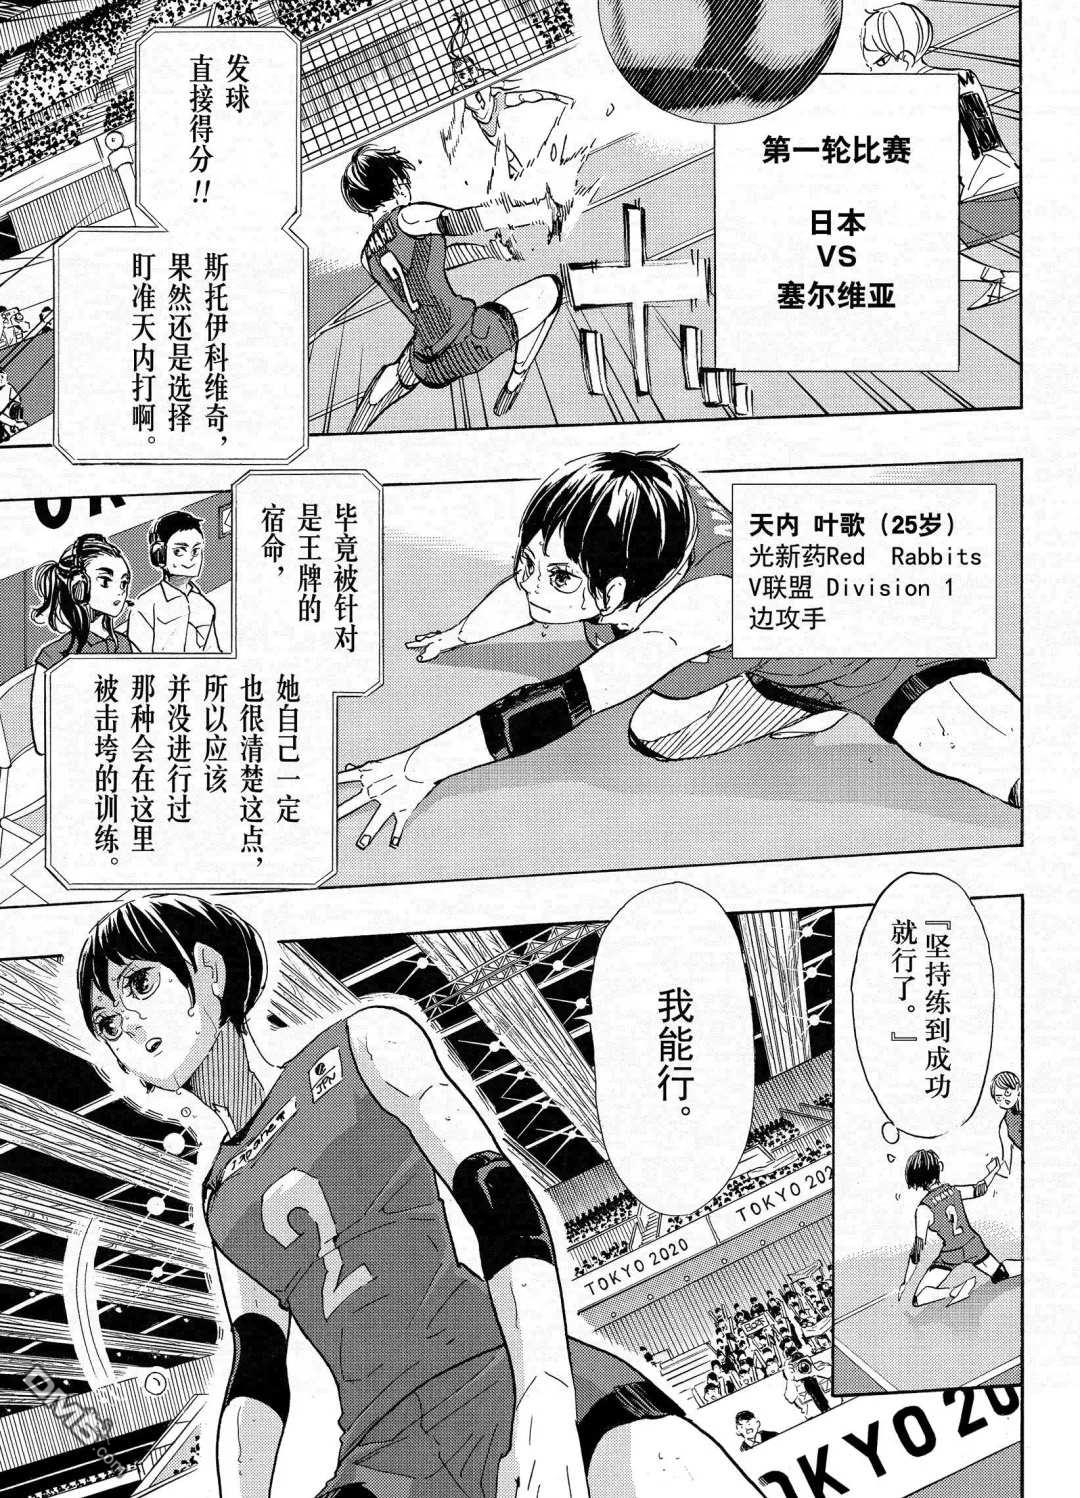 第一轮比赛
日本
VS
塞尔维亚
发球
直接得分!!
斯托伊科维奇，
果然还是选择
盯准天内打啊。
2
天内 叶歌（25岁）
光新药Red Rabbits
V联盟 Division 1
边攻手
毕竟被针对
是王牌的
宿命，
她自己一定
也很清楚这点，
所以应该
并没进行过
那种会在这里
被击垮的训练。
『坚持练到成功
就行了。』
2
我能行。
JPN
2
TOKYO 2020
TOKYO 2020
TOKYO 20